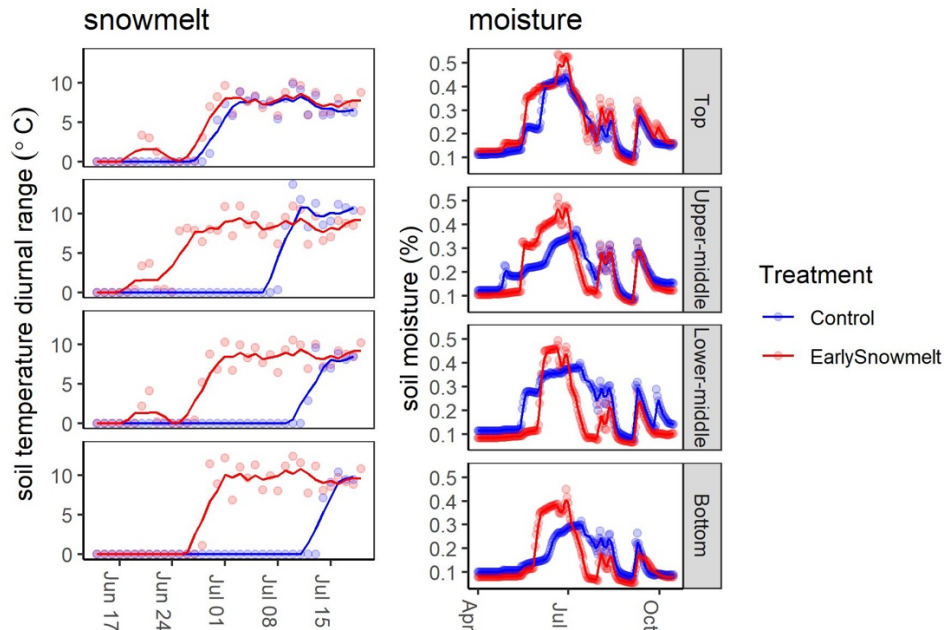 snowmelt
moisture
soil temperature diurnal range (° C)
10
5
0
10
5
0
10
5
0
10
5
0
Jun 17
Jun 24
Jul 01
Jul 08
Jul 15
soil moisture (%)
0.5
0.4
0.3
0.2
0.1
0.5
0.4
0.3
0.2
0.1
0.5
0.4
0.3
0.2
0.1
0.5
0.4
0.3
0.2
0.1
Top
Upper-middle
Lower-middle
Bottom
Apr
Jul
Oct
Treatment
Control
EarlySnowmelt